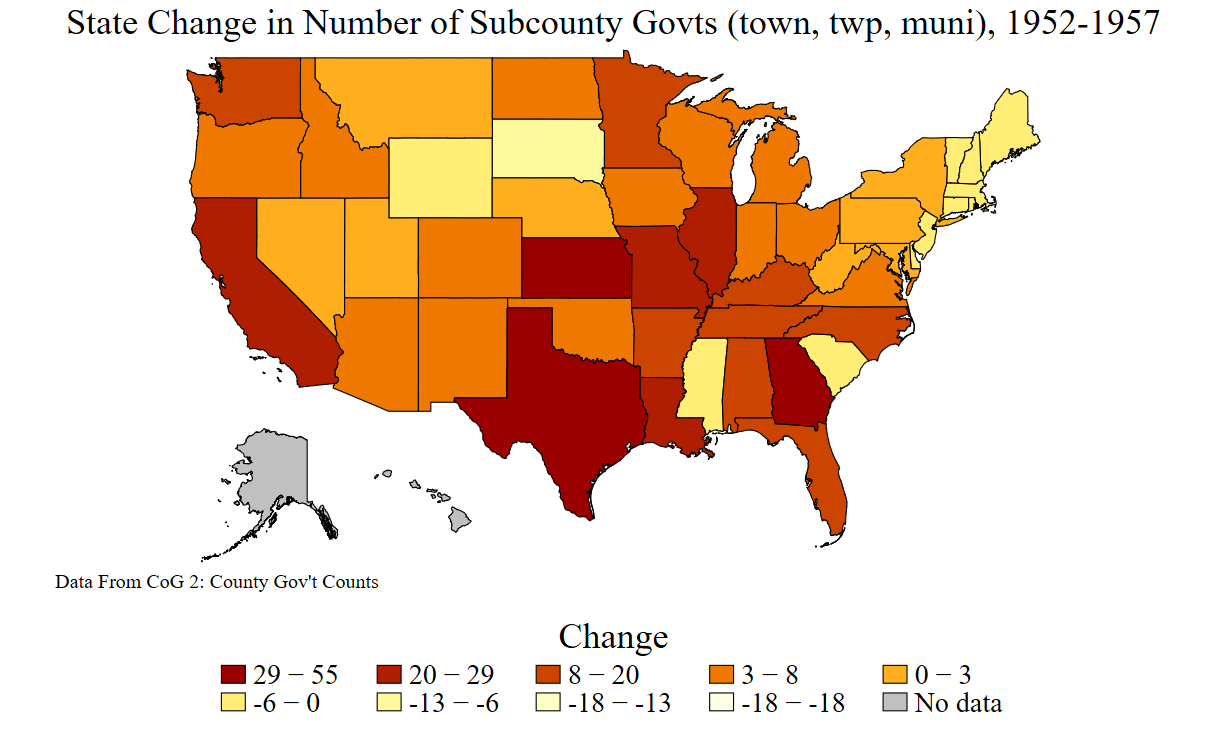 State Change in Number of Subcounty Govts (town, twp, muni), 1952-1957
Data From CoG 2: County Gov't Counts
Change
29 − 55 20 − 29 8 − 20 3 − 8 0 − 3
-6 − 0 -13 − -6 -18 − -13 -18 − -18 No data